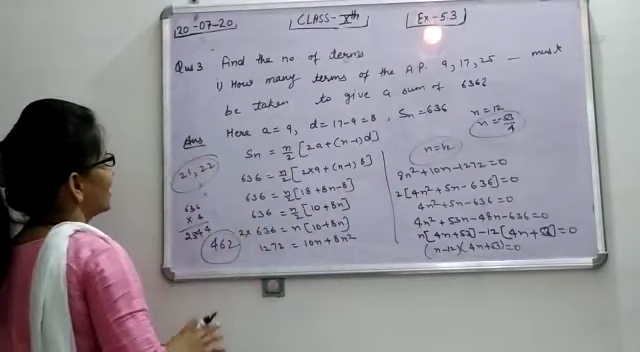 20-07-20 CLASS-Xth Ex-53
Qus 3 Find the no. of terms
i) How many terms of the A.P. 9, 17, 25 — must
be taken to give a sum of 636?
Ans Here a=9, d=17-9=8, Sn=636
Sn = n/2 [2a+(n-1)d]
636 = n/2 [2×9+(n-1)8]
636 = n/2 [18+8n-8]
636 = n/2 [10+8n]
2×636 = n[10+8n]
1272 = 10n+8n²
21, 22
636
×4
2544
462
n=12
n=-53/4
n=12
8n²+10n-1272=0
2[4n²+5n-636]=0
4n²+5n-636=0
4n²+53n-48n-636=0
n[4n+53]-12[4n+53]=0
(n-12)(4n+53)=0